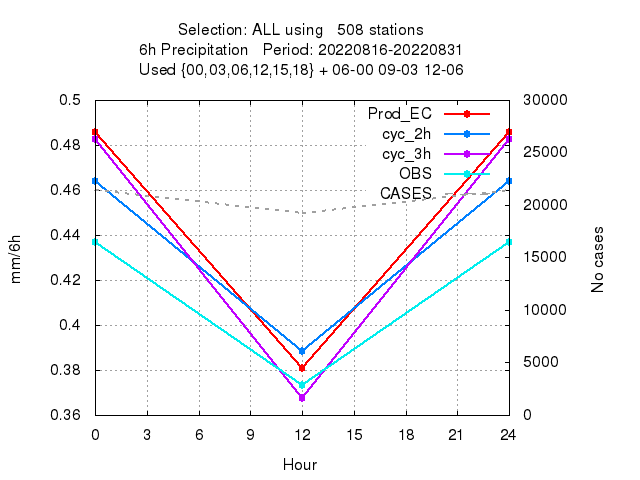 Selection: ALL using   508 stations
6h Precipitation   Period: 20220816-20220831
Used {00,03,06,12,15,18} + 06-00 09-03 12-06
0.5
0.48
0.46
0.44
0.42
0.4
0.38
0.36
mm/6h
30000
25000
20000
15000
10000
5000
0
No cases
Prod_EC
cyc_2h
cyc_3h
OBS
CASES
0 3 6 9 12 15 18 21 24
Hour